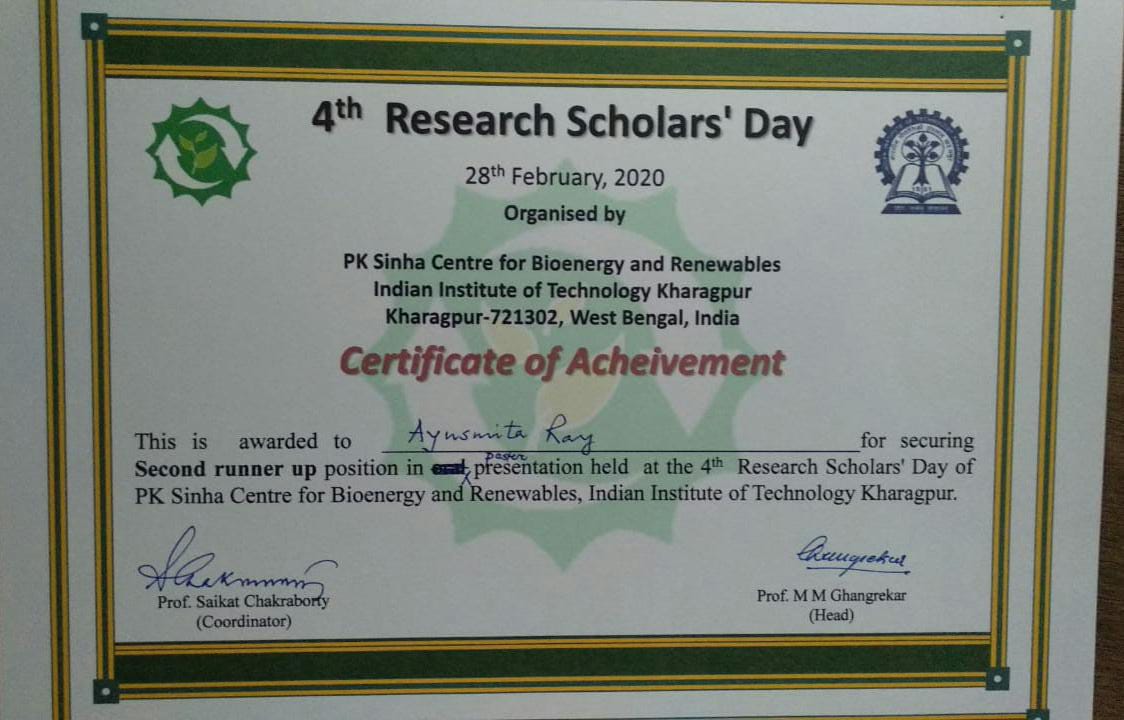 4th Research Scholars' Day
28th February, 2020
Organised by
PK Sinha Centre for Bioenergy and Renewables
Indian Institute of Technology Kharagpur
Kharagpur-721302, West Bengal, India
Certificate of Acheivement
This is awarded to Ayusmita Ray for securing
Second runner up position in poster presentation held at the 4th Research Scholars' Day of
PK Sinha Centre for Bioenergy and Renewables, Indian Institute of Technology Kharagpur.
Prof. Saikat Chakraborty
(Coordinator)
Prof. M M Ghangrekar
(Head)